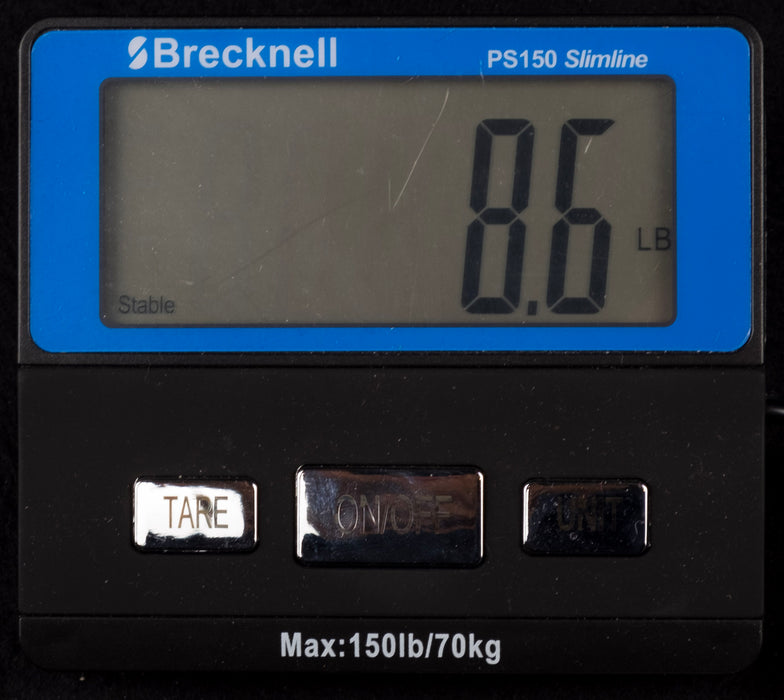 Brecknell PS150 Slimline
8.6 LB
Stable
TARE ON/OFF UNIT
Max:150lb/70kg